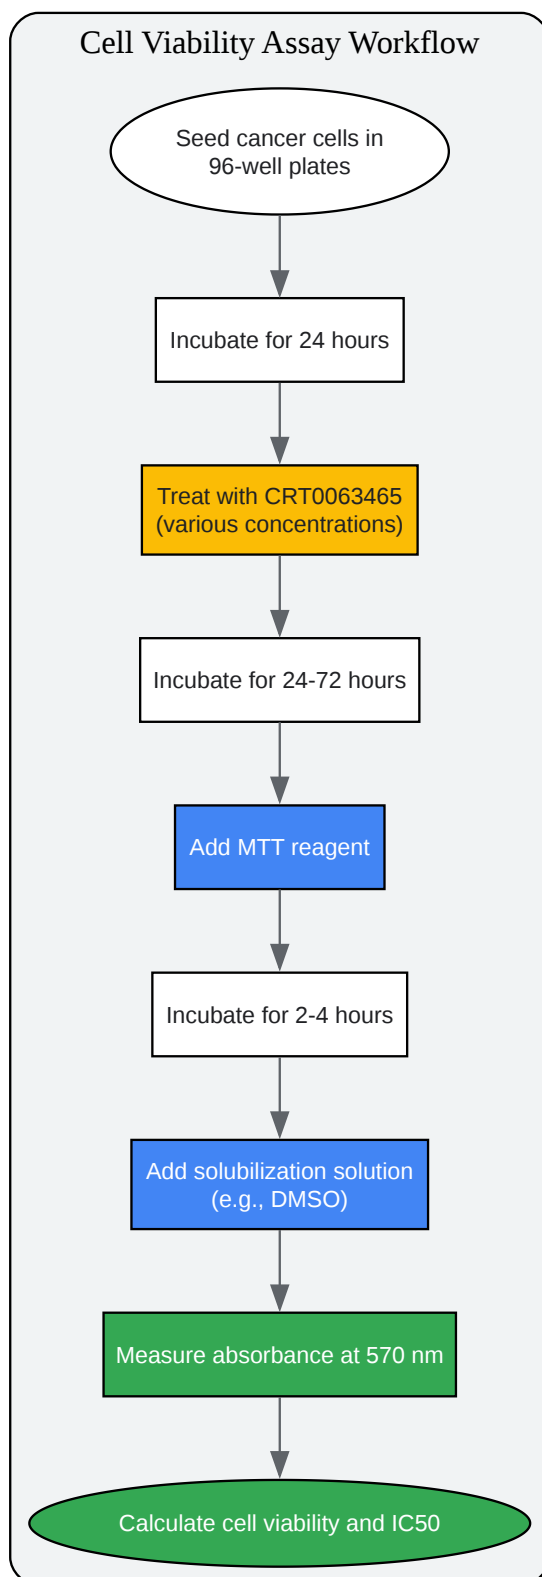 Cell Viability Assay Workflow
Seed cancer cells in
96-well plates
Incubate for 24 hours
Treat with CRT0063465
(various concentrations)
Incubate for 24-72 hours
Add MTT reagent
Incubate for 2-4 hours
Add solubilization solution
(e.g., DMSO)
Measure absorbance at 570 nm
Calculate cell viability and IC50